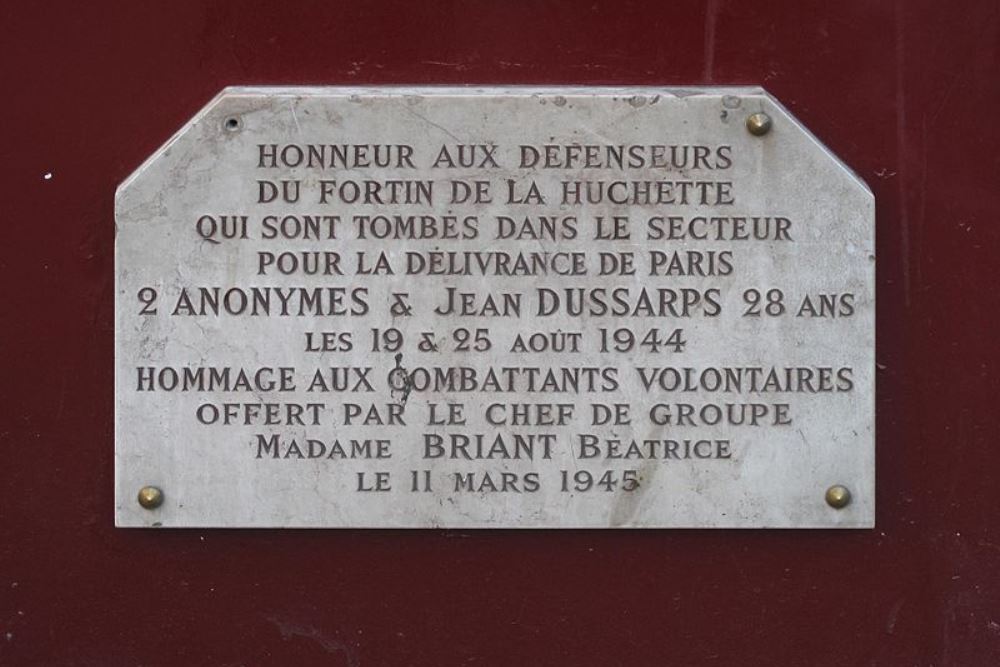 HONNEUR AUX DÉFENSEURS
DU FORTIN DE LA HUCHETTE
QUI SONT TOMBÉS DANS LE SECTEUR
POUR LA DÉLIVRANCE DE PARIS
2 ANONYMES & JEAN DUSSARPS 28 ANS
LES 19 & 25 AOÛT 1944
HOMMAGE AUX COMBATTANTS VOLONTAIRES
OFFERT PAR LE CHEF DE GROUPE
MADAME BRIANT BÉATRICE
LE 11 MARS 1945